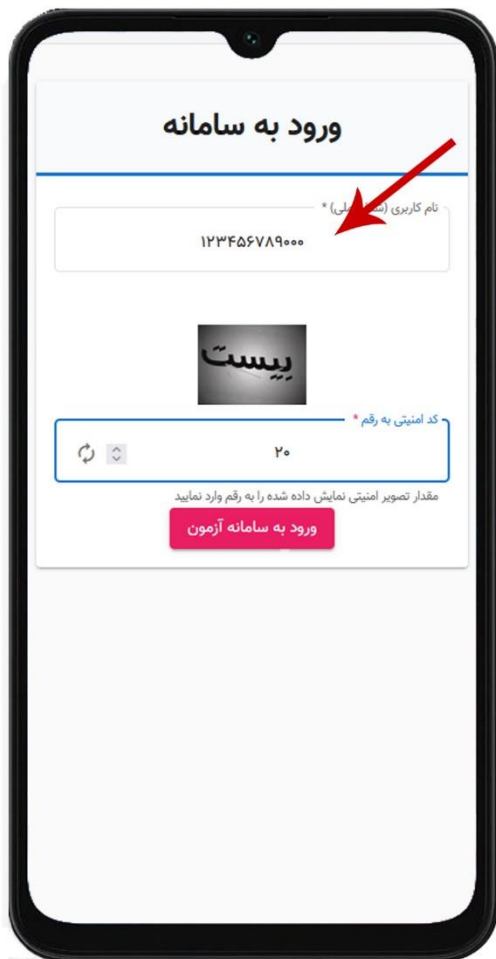 ورود به سامانه
نام کاربری (ملی) *
۱۲۳۴۵۶۷۸۹۰۰۰
بیست
کد امنیتی به رقم *
۲۰
مقدار تصویر امنیتی نمایش داده شده را به رقم وارد نمایید
ورود به سامانه آزمون